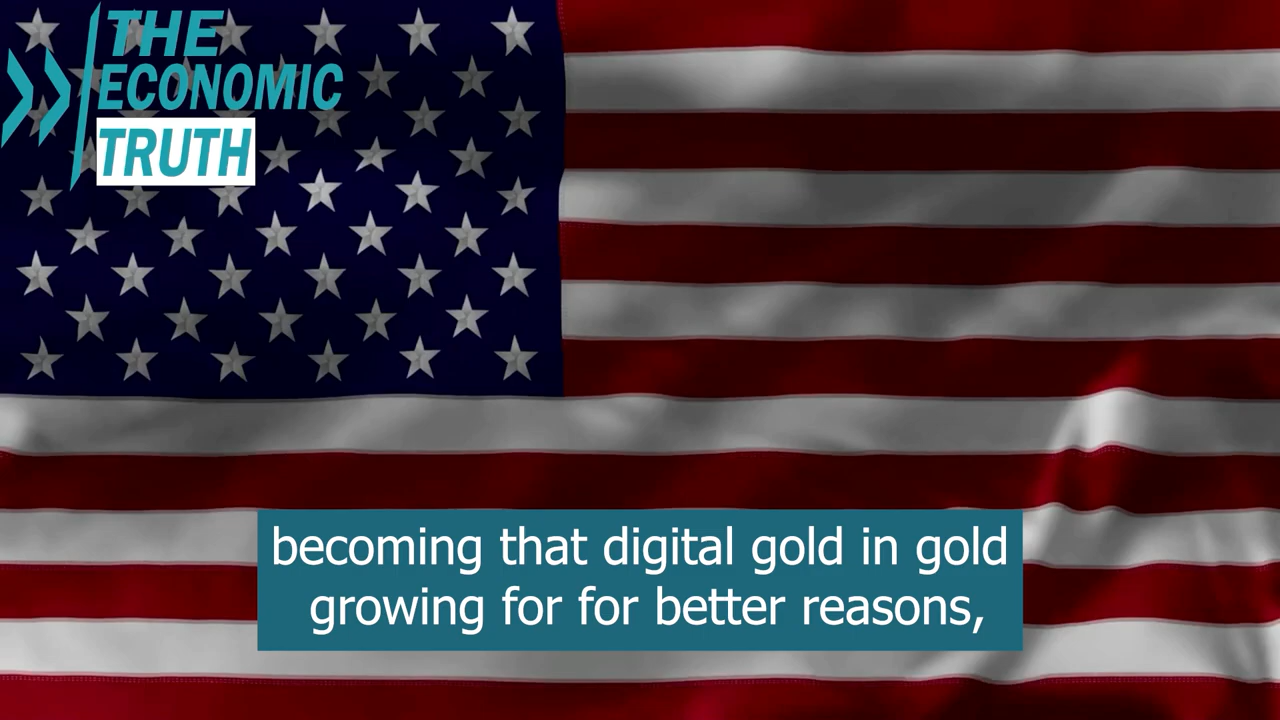 THE
ECONOMIC
TRUTH
becoming that digital gold in gold
growing for for better reasons,